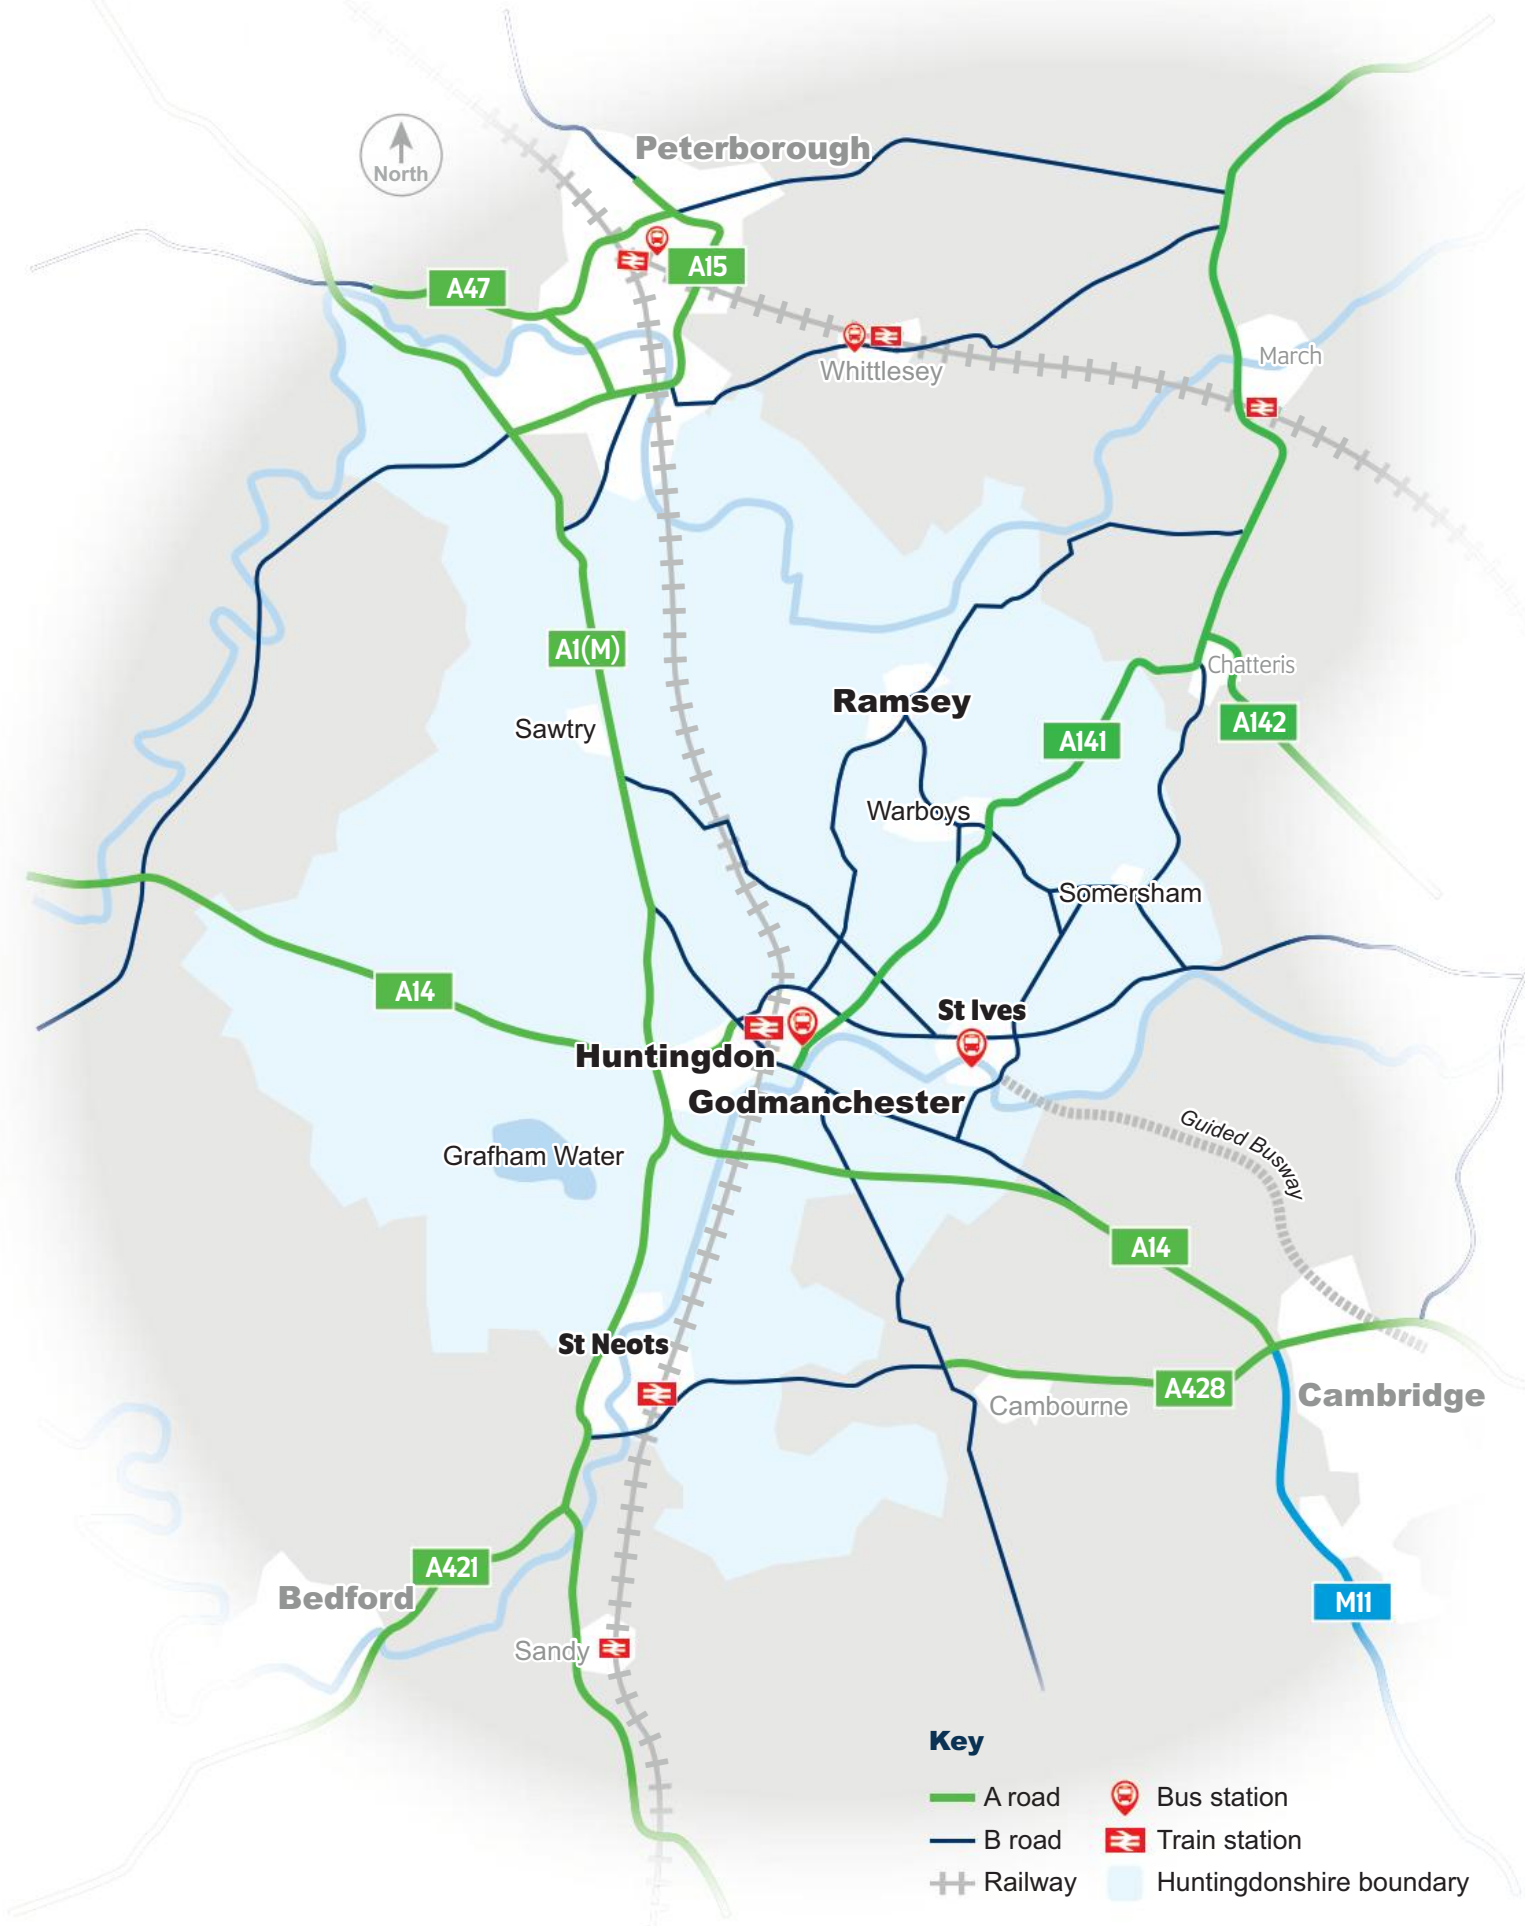 Peterborough
North
A15
A47
Whittlesey
March
A1(M)
Chatteris
Ramsey
A142
Sawtry
A141
Warboys
Somersham
A14
St Ives
Huntingdon
Godmanchester
Guided Busway
Grafham Water
A14
St Neots
A428
Cambridge
Cambourne
A421
Bedford
M11
Sandy
Key
A road
Bus station
B road
Train station
Railway
Huntingdonshire boundary